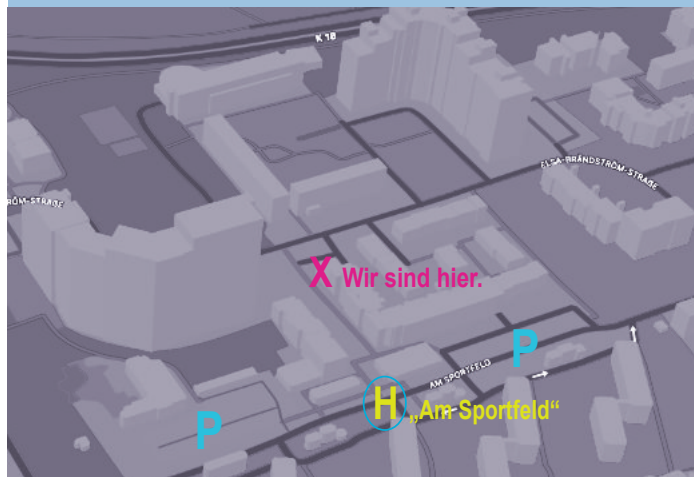 K 18
ELSA-BRÄNDSTRÖM-STRAßE
RÖM-STRAßE
X Wir sind hier.
P
AM SPORTFELD
H „Am Sportfeld“
P